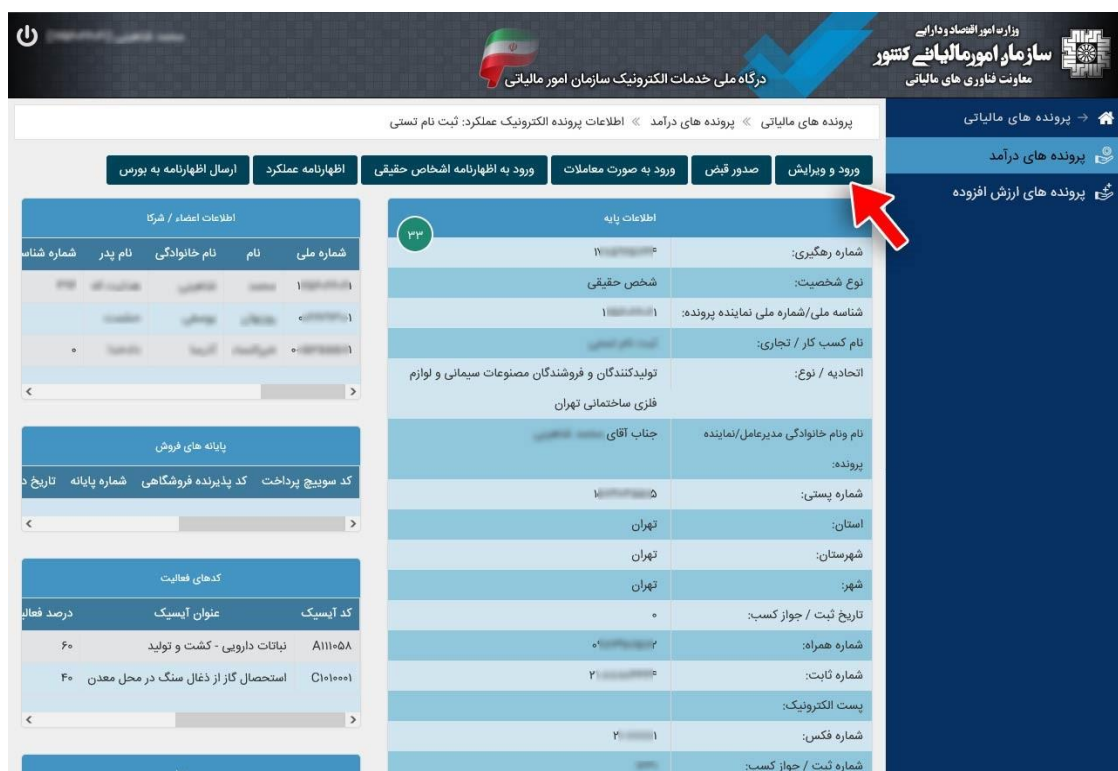 وزارت امور اقتصاد و دارایی
سازمان امور مالیاتی کشور
معاونت فناوری های مالیاتی
درگاه ملی خدمات الکترونیک سازمان امور مالیاتی
پرونده های مالیاتی
پرونده های درآمد
پرونده های ارزش افزوده
پرونده های مالیاتی » پرونده های درآمد » اطلاعات پرونده الکترونیک عملکرد: ثبت نام تستی
ورود و ویرایش
صدور قبض
ورود به صورت معاملات
ورود به اظهارنامه اشخاص حقیقی
اظهارنامه عملکرد
ارسال اظهارنامه به بورس
اطلاعات پایه
۳۳
شماره رهگیری:
نوع شخصیت: شخص حقیقی
شناسه ملی/شماره ملی نماینده پرونده:
نام کسب کار / تجاری:
اتحادیه / نوع: تولیدکنندگان و فروشندگان مصنوعات سیمانی و لوازم
فلزی ساختمانی تهران
نام ونام خانوادگی مدیرعامل/نماینده جناب آقای
پرونده:
شماره پستی:
استان: تهران
شهرستان: تهران
شهر: تهران
تاریخ ثبت / جواز کسب: ۰
شماره همراه:
شماره ثابت:
پست الکترونیک:
شماره فکس:
شماره ثبت / جواز کسب:
اطلاعات اعضاء / شرکا
شماره ملی نام نام خانوادگی نام پدر شماره شناس
۰
پایانه های فروش
کد سوییچ پرداخت کد پذیرنده فروشگاهی شماره پایانه تاریخ د
کدهای فعالیت
کد آیسیک عنوان آیسیک درصد فعالی
A۱۱۱۰۵۸ نباتات دارویی - کشت و تولید ۶۰
C۱۰۱۰۰۰۱ استحصال گاز از ذغال سنگ در محل معدن ۴۰